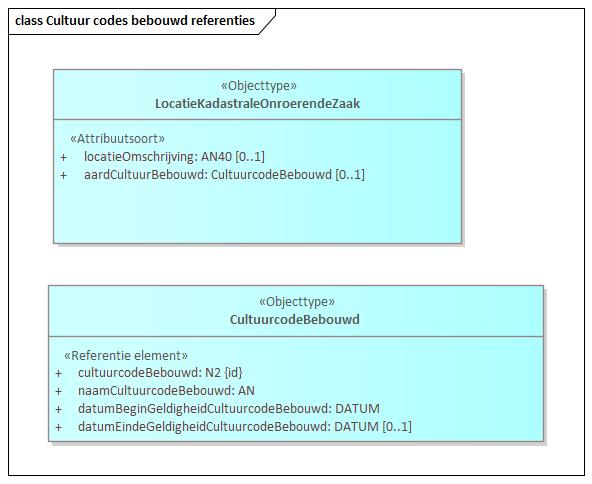 class Cultuur codes bebouwd referenties
«Objecttype»
LocatieKadastraleOnroerendeZaak
«Attribuutsoort»
+ locatieOmschrijving: AN40 [0..1]
+ aardCultuurBebouwd: CultuurcodeBebouwd [0..1]
«Objecttype»
CultuurcodeBebouwd
«Referentie element»
+ cultuurcodeBebouwd: N2 {id}
+ naamCultuurcodeBebouwd: AN
+ datumBeginGeldigheidCultuurcodeBebouwd: DATUM
+ datumEindeGeldigheidCultuurcodeBebouwd: DATUM [0..1]